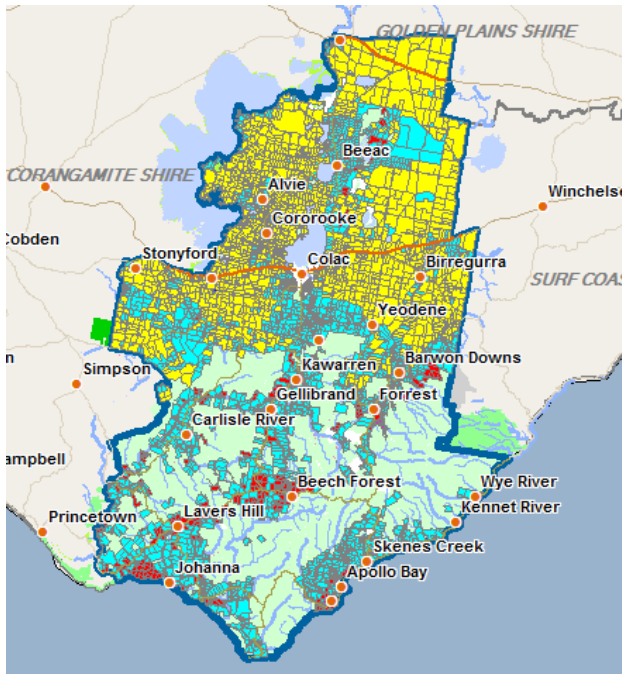 GOLDEN PLAINS SHIRE
Beeac
CORANGAMITE SHIRE
Alvie
Winchelse
Cororooke
Cobden
Stonyford
Colac
Birregurra
SURF COAS
Yeodene
n
Barwon Downs
Simpson
Kawarren
Gellibrand
Forrest
Carlisle River
ampbell
Beech Forest
Wye River
Lavers Hill
Kennet River
Princetown
Skenes Creek
Johanna
Apollo Bay